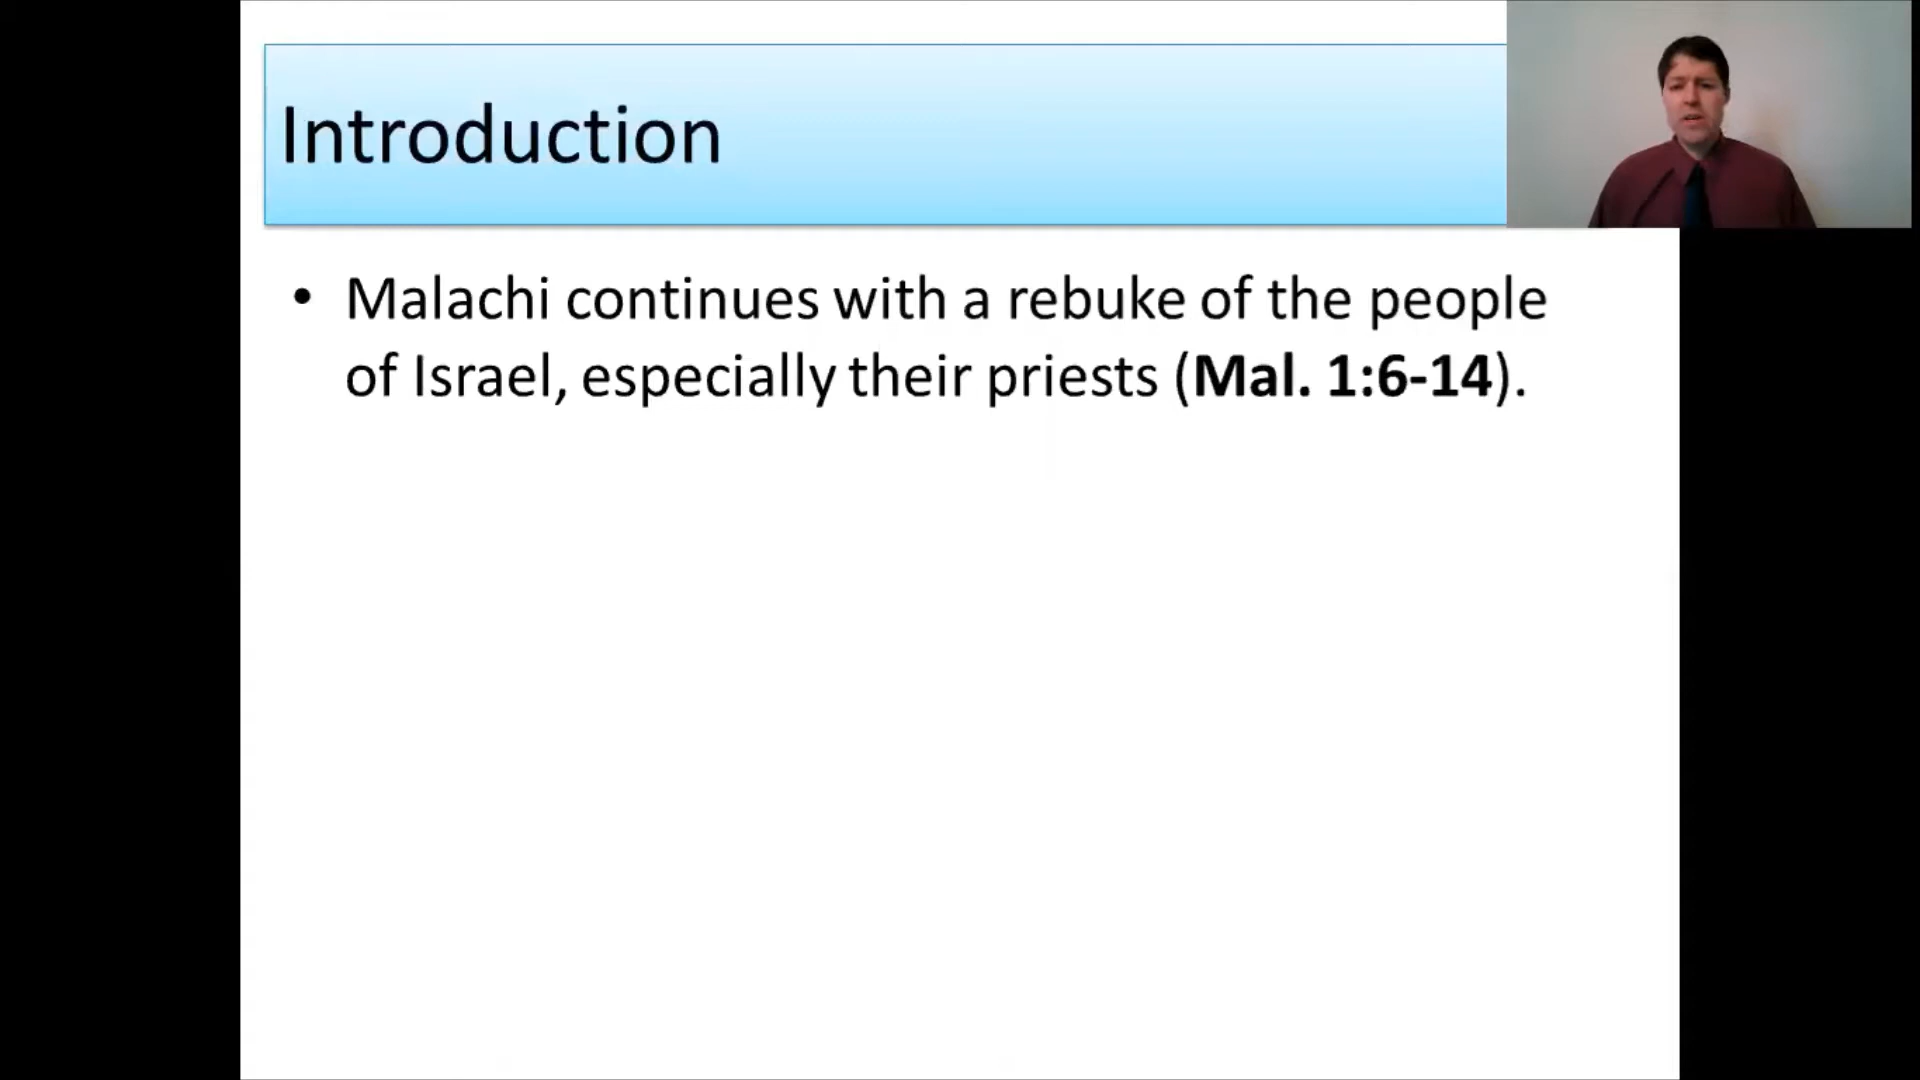 Introduction
• Malachi continues with a rebuke of the people
of Israel, especially their priests (Mal. 1:6-14).